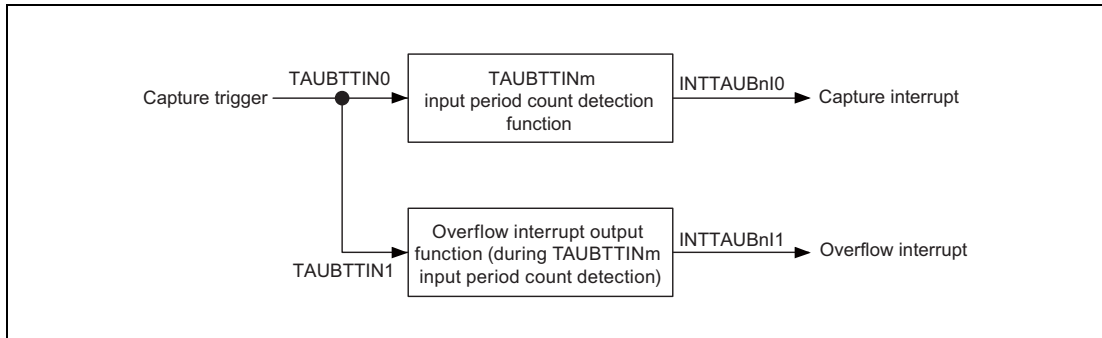 TAUBTTIN0
Capture trigger
TAUBTTINm
input period count detection
function
INTTAUBnI0
Capture interrupt
TAUBTTIN1
Overflow interrupt output
function (during TAUBTTINm
input period count detection)
INTTAUBnI1
Overflow interrupt